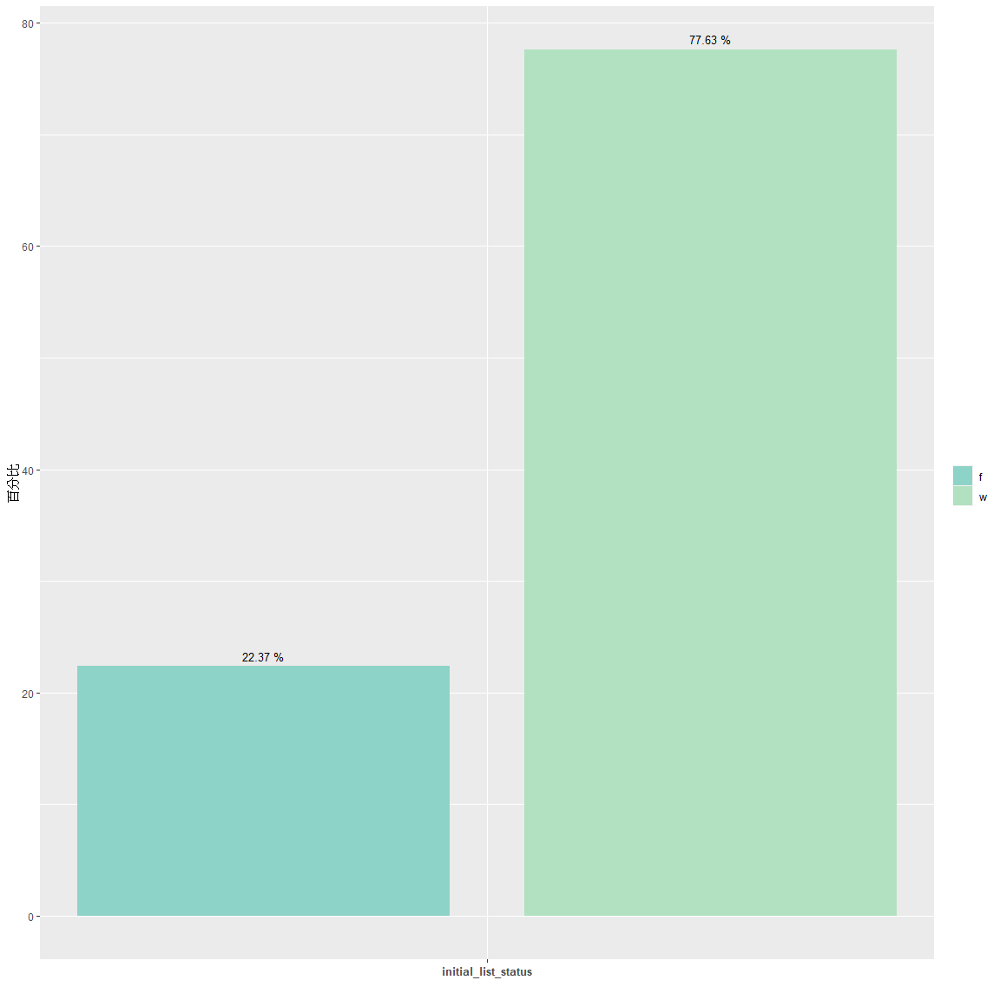 80
60
40
20
0
百分比
77.63 %
22.37 %
initial_list_status
f
w